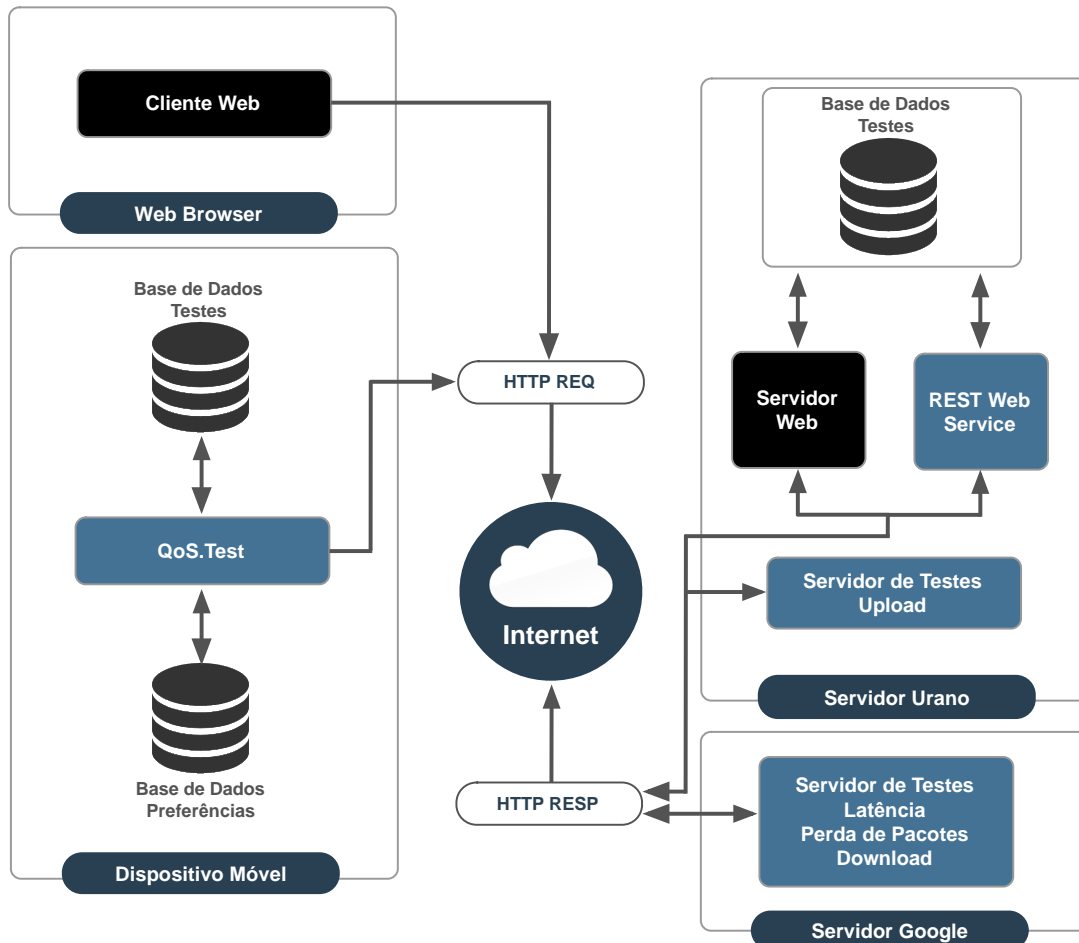 Cliente Web
Web Browser
Base de Dados
Testes
QoS.Test
Base de Dados
Preferências
Dispositivo Móvel
HTTP REQ
Internet
HTTP RESP
Base de Dados
Testes
Servidor
Web
REST Web
Service
Servidor de Testes
Upload
Servidor Urano
Servidor de Testes
Latência
Perda de Pacotes
Download
Servidor Google